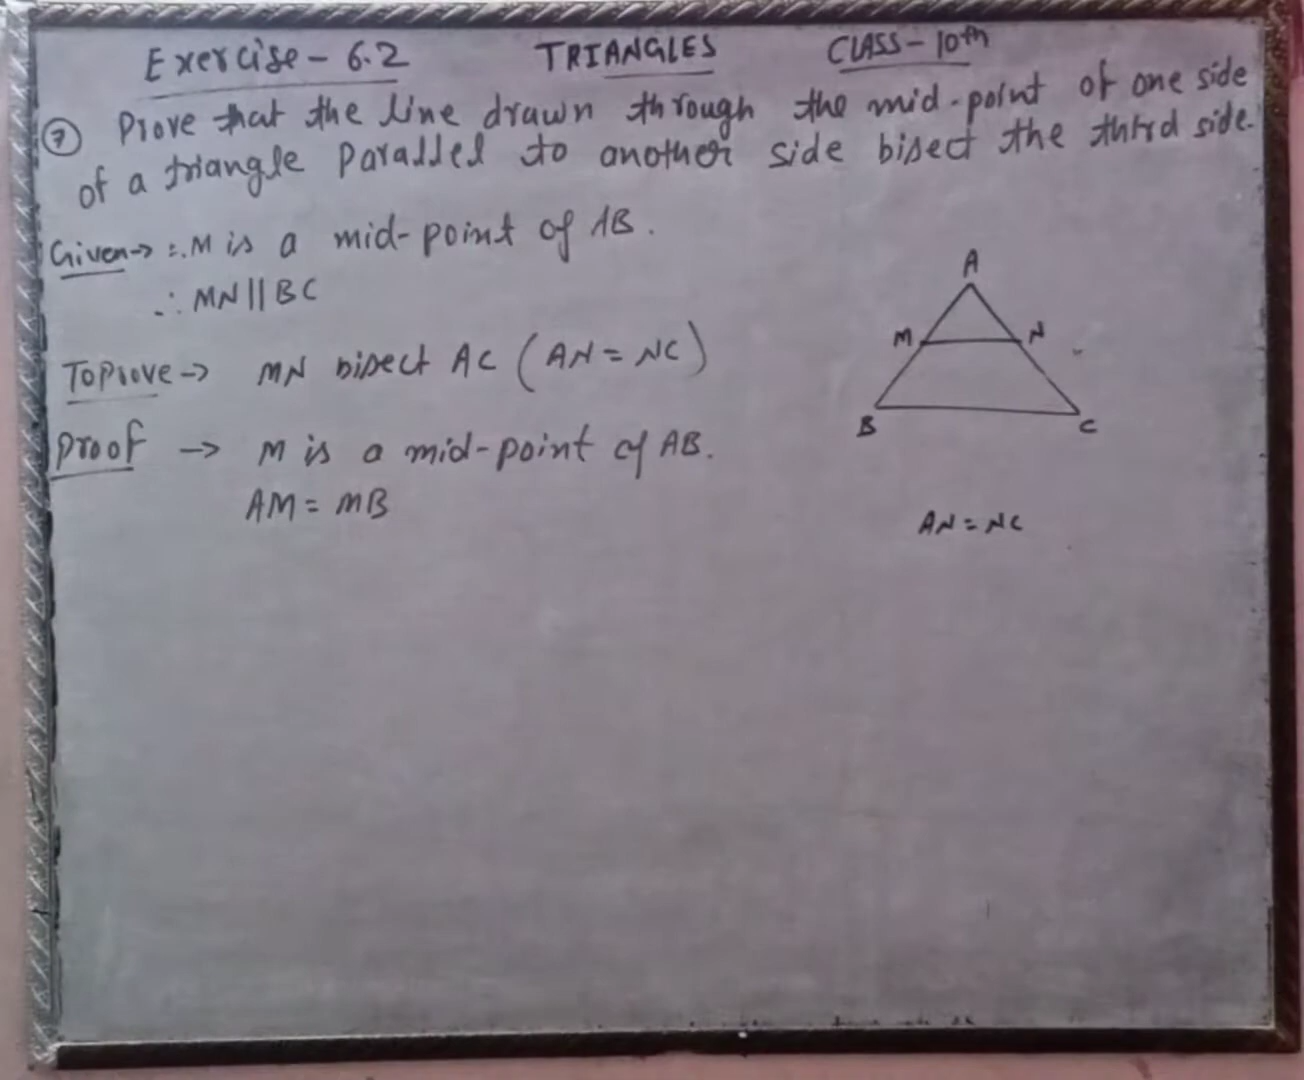 Exercise - 6.2 TRIANGLES CLASS - 10th
⑦ Prove that the line drawn through the mid-point of one side
of a triangle Parallel to another side bisect the third side.
Given → ∴ M is a mid-point of AB.
∴ MN || BC
To Prove → MN bisect AC (AN = NC)
Proof → M is a mid-point of AB.
AM = MB
A
M N
B C
AN = NC